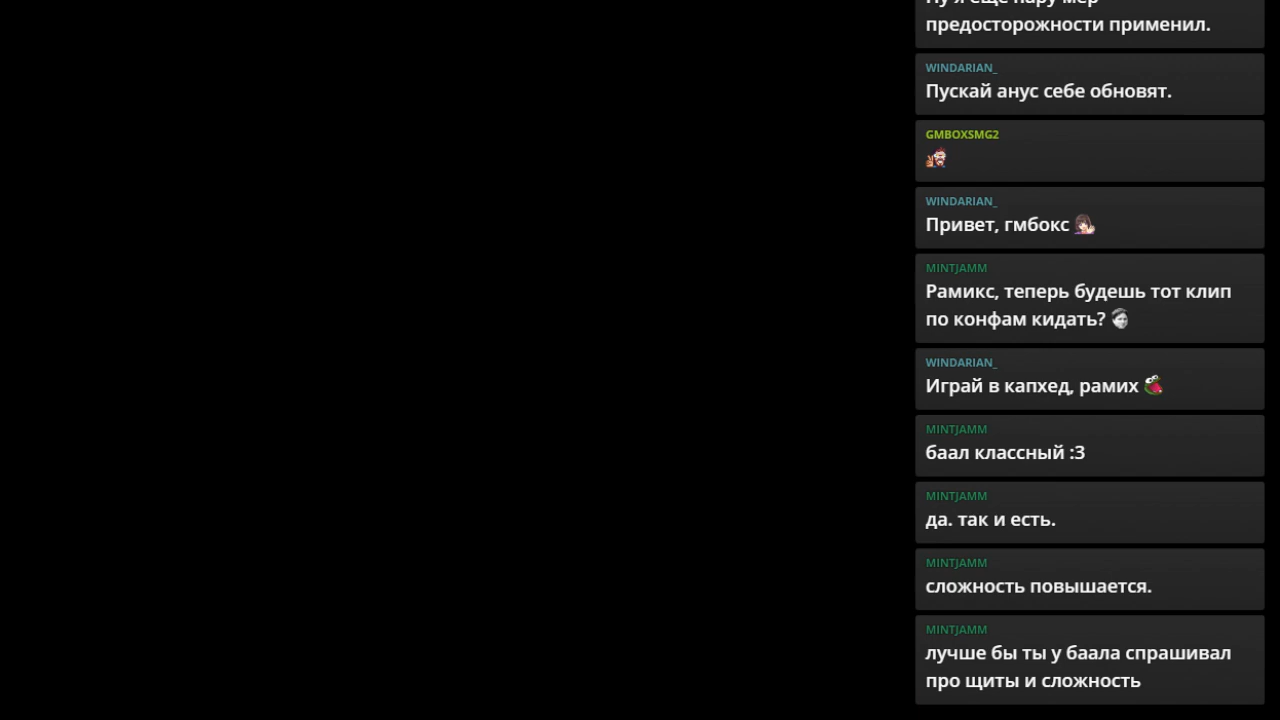 предосторожности применил.
WINDARIAN_
Пускай анус себе обновят.
GMBOXSMG2
WINDARIAN_
Привет, гмбокс
MINTJAMM
Рамикс, теперь будешь тот клип
по конфам кидать?
WINDARIAN_
Играй в капхед, рамих
MINTJAMM
баал классный :3
MINTJAMM
да. так и есть.
MINTJAMM
сложность повышается.
MINTJAMM
лучше бы ты у баала спрашивал
про щиты и сложность